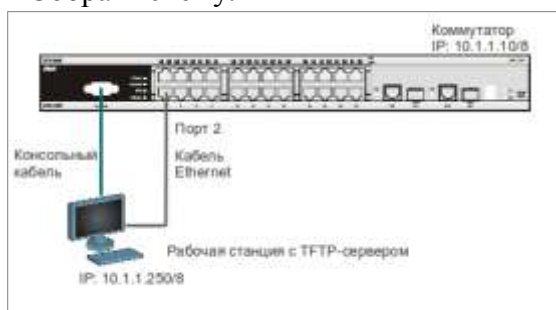 Коммутатор
IP: 10.1.1.10/8
Порт 2
Консольный
кабель
Кабель
Ethernet
Рабочая станция с TFTP-сервером
IP: 10.1.1.250/8